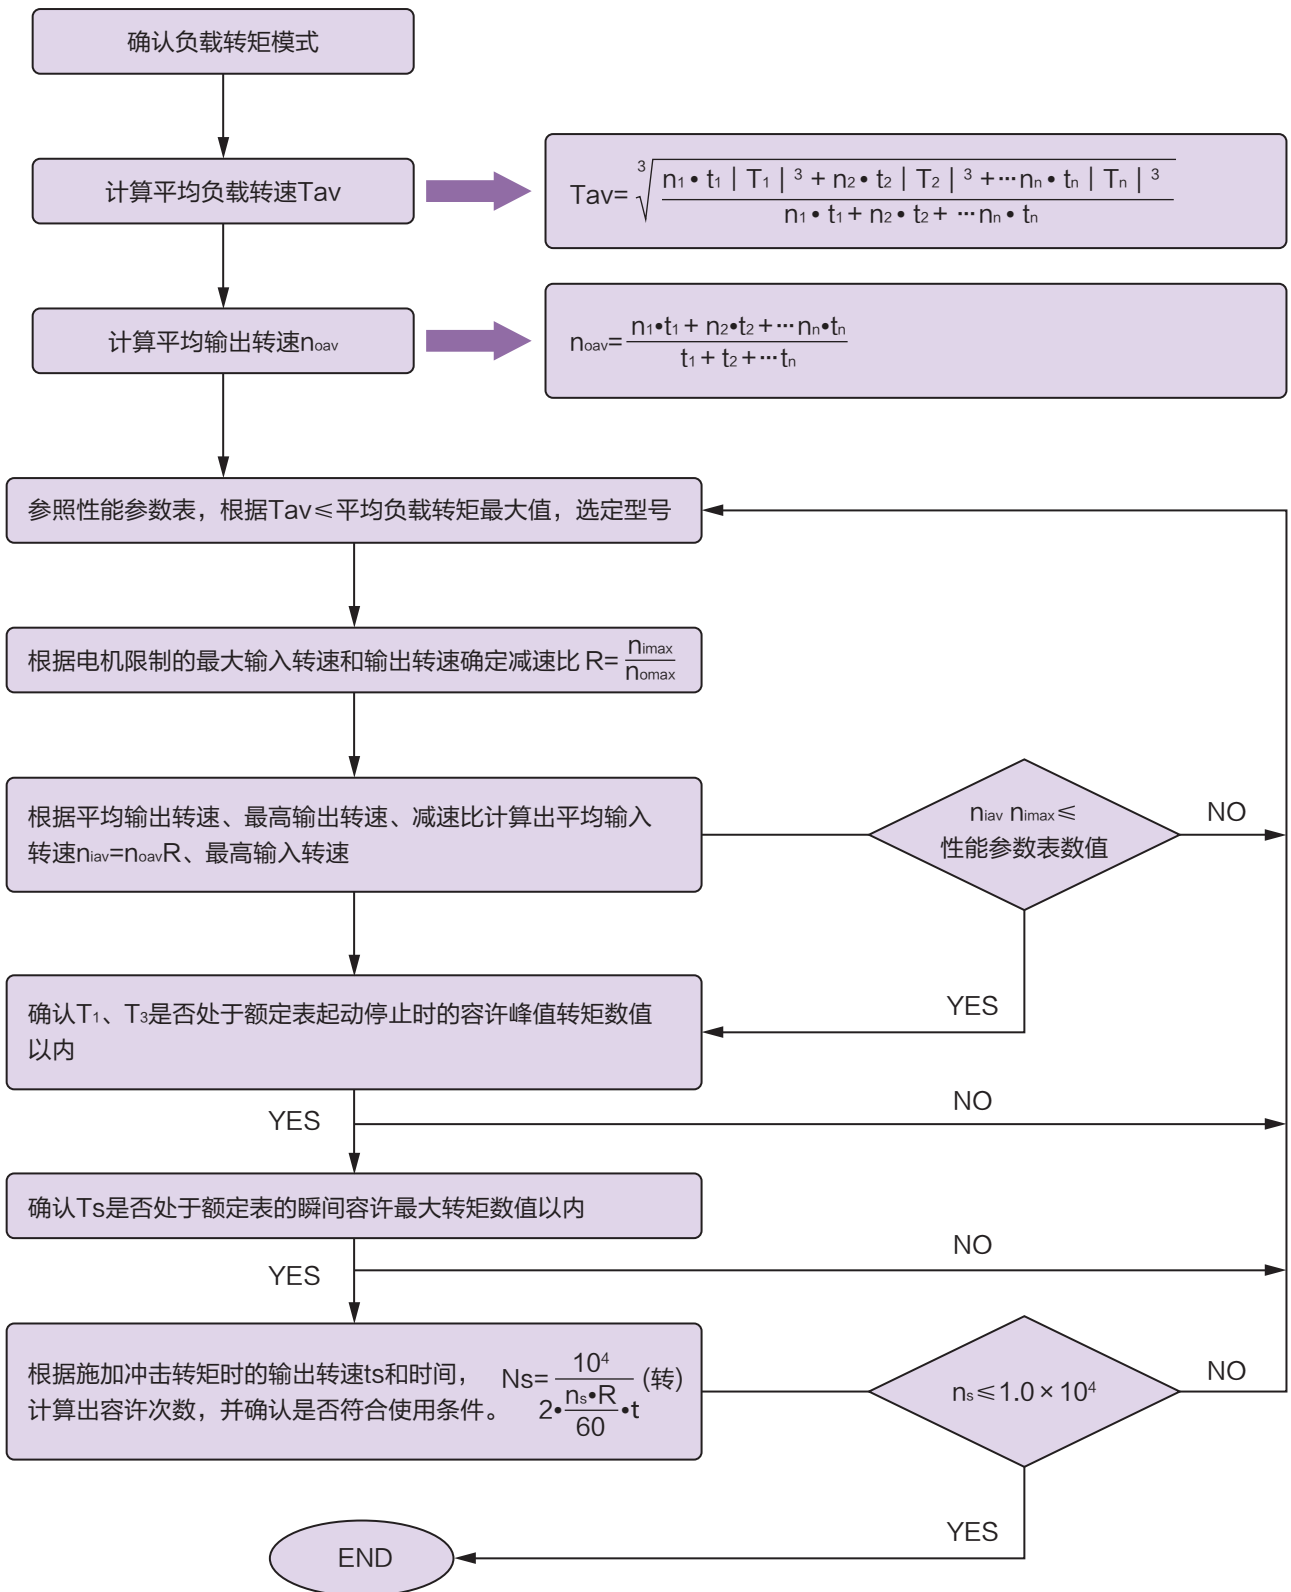 确认负载转矩模式
计算平均负载转速Tav
Tav=∛((n₁•t₁|T₁|³+n₂•t₂|T₂|³+···nₙ•tₙ|Tₙ|³)/(n₁•t₁+n₂•t₂+···nₙ•tₙ))
计算平均输出转速noav
noav=(n₁•t₁+n₂•t₂+···nₙ•tₙ)/(t₁+t₂+···tₙ)
参照性能参数表，根据Tav≤平均负载转矩最大值，选定型号
根据电机限制的最大输入转速和输出转速确定减速比 R=nimax/nomax
根据平均输出转速、最高输出转速、减速比计算出平均输入
转速niav=noavR、最高输入转速
niav nimax≤
性能参数表数值
NO
YES
确认T₁、T₃是否处于额定表起动停止时的容许峰值转矩数值
以内
YES
NO
确认Ts是否处于额定表的瞬间容许最大转矩数值以内
YES
NO
根据施加冲击转矩时的输出转速ts和时间，
计算出容许次数，并确认是否符合使用条件。
Ns=10⁴/(2•(nₛ•R/60)•t) (转)
nₛ≤1.0×10⁴
NO
YES
END